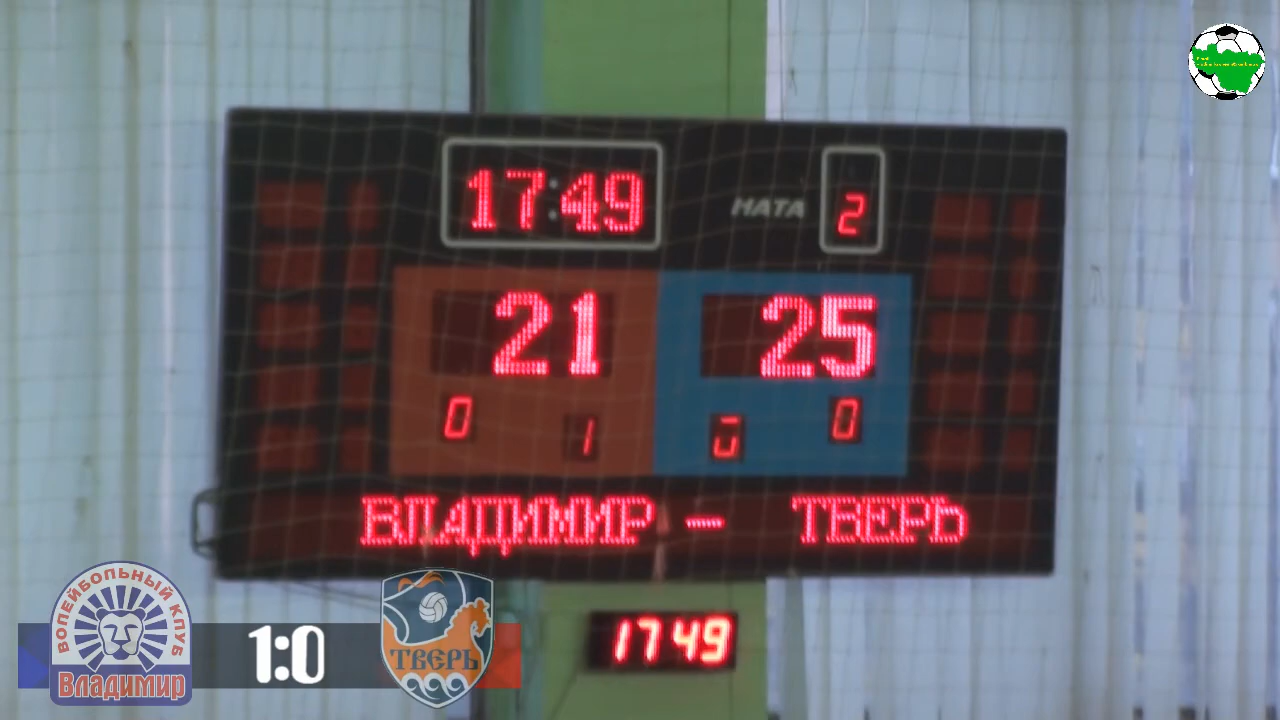 17:49
НАТА 2
21 25
0 1 0 0
ВЛАДИМИР - ТВЕРЬ
17 49
ВОЛЕЙБОЛЬНЫЙ КЛУБ
Владимир
1:0
ТВЕРЬ